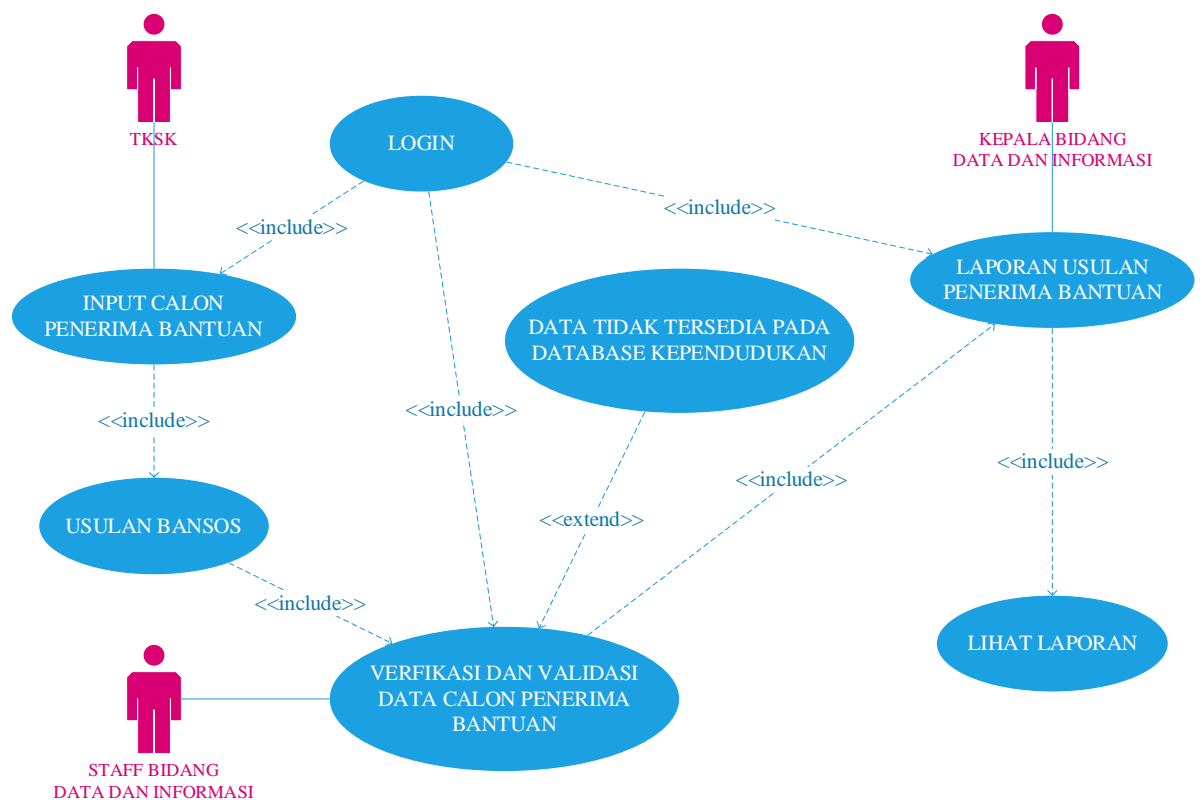 TKSK
KEPALA BIDANG
DATA DAN INFORMASI
LOGIN
<<include>>
<<include>>
INPUT CALON
PENERIMA BANTUAN
LAPORAN USULAN
PENERIMA BANTUAN
DATA TIDAK TERSEDIA PADA
DATABASE KEPENDUDUKAN
<<include>>
<<include>>
<<include>>
<<include>>
USULAN BANSOS
<<extend>>
<<include>>
LIHAT LAPORAN
VERFIKASI DAN VALIDASI
DATA CALON PENERIMA
BANTUAN
STAFF BIDANG
DATA DAN INFORMASI